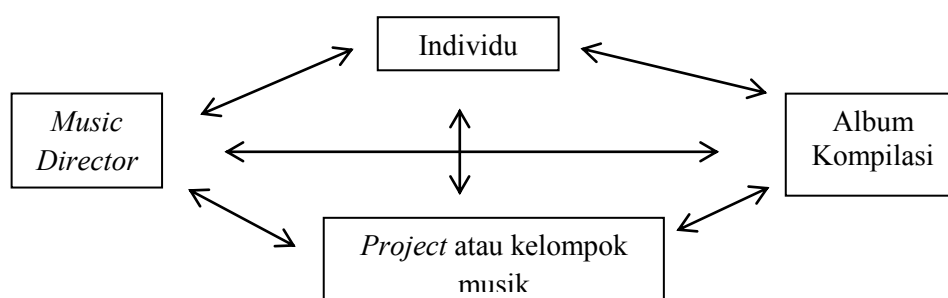 Individu
Music
Director
Album
Kompilasi
Project atau kelompok
musik